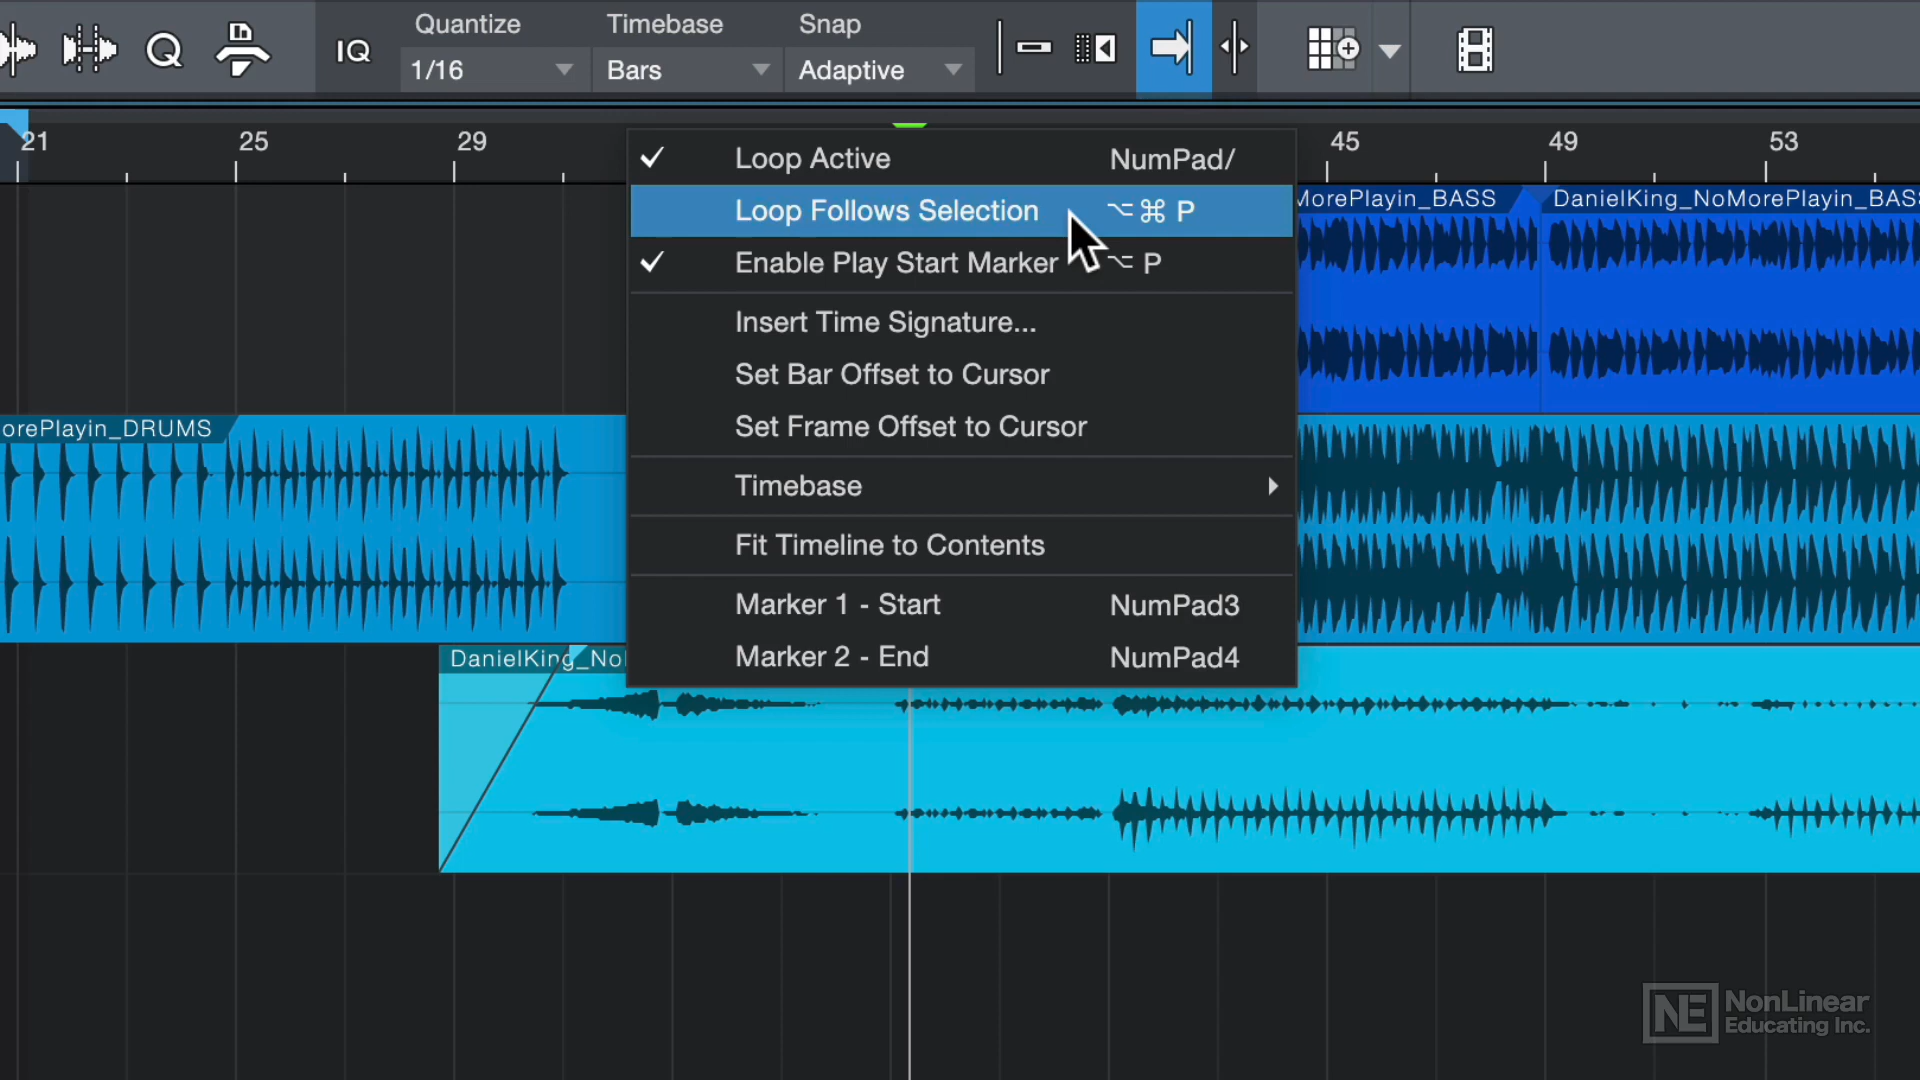 Quantize
Timebase
Snap
Q
IQ
1/16
Bars
Adaptive
21
25
29
45
49
53
Loop Active NumPad/
Loop Follows Selection ⌥⌘ P
Enable Play Start Marker ⌥ P
Insert Time Signature...
Set Bar Offset to Cursor
Set Frame Offset to Cursor
Timebase
Fit Timeline to Contents
Marker 1 - Start NumPad3
Marker 2 - End NumPad4
MorePlayin_BASS
DanielKing_NoMorePlayin_BAS
orePlayin_DRUMS
DanielKing_No
NE NonLinear
Educating Inc.